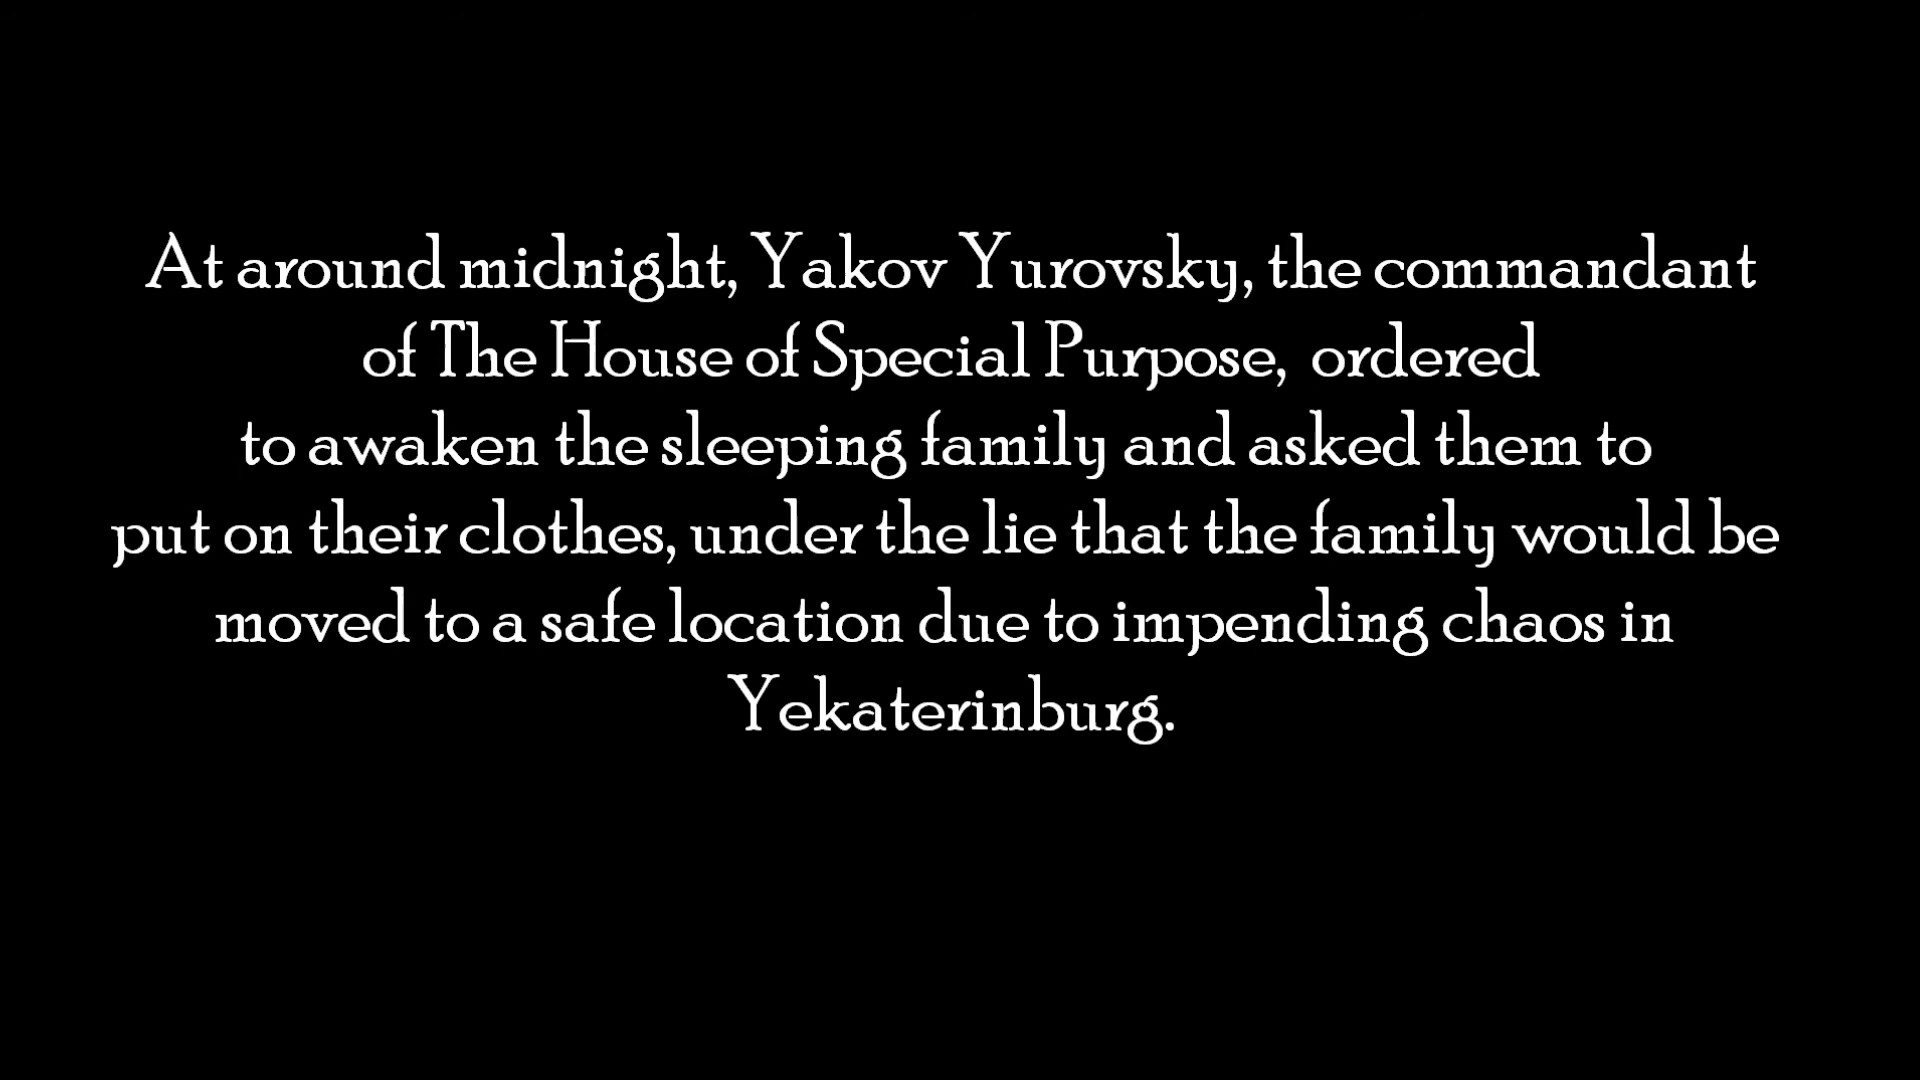 At around midnight, Yakov Yurovsky, the commandant
of The House of Special Purpose, ordered
to awaken the sleeping family and asked them to
put on their clothes, under the lie that the family would be
moved to a safe location due to impending chaos in
Yekaterinburg.